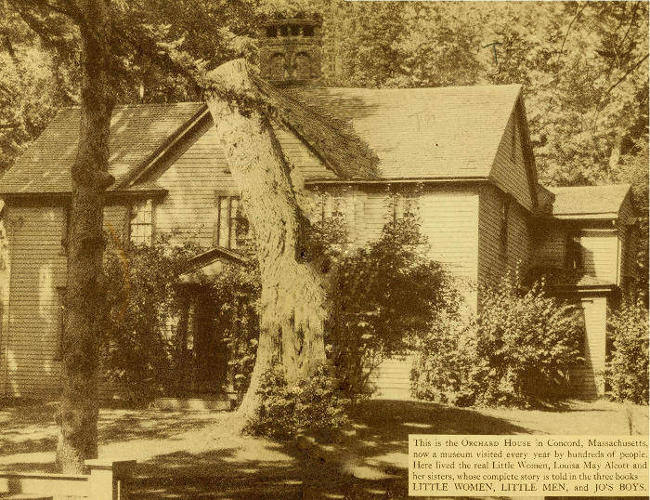 This is the ORCHARD HOUSE in Concord, Massachusetts,
now a museum visited every year by hundreds of people.
Here lived the real Little Women, Louisa May Alcott and
her sisters, whose complete story is told in the three books
LITTLE WOMEN, LITTLE MEN, and JO'S BOYS.